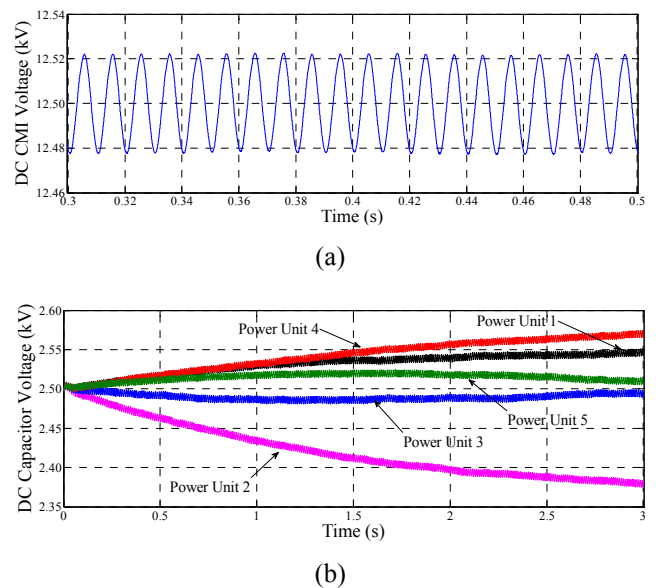 DC CMI Voltage (kV)
12.54
12.52
12.50
12.48
12.46
0.3 0.32 0.34 0.36 0.38 0.4 0.42 0.44 0.46 0.48 0.5
Time (s)
(a)
DC Capacitor Voltage (kV)
2.60
2.55
2.50
2.45
2.40
2.35
Power Unit 4
Power Unit 1
Power Unit 5
Power Unit 3
Power Unit 2
0 0.5 1 1.5 2 2.5 3
Time (s)
(b)